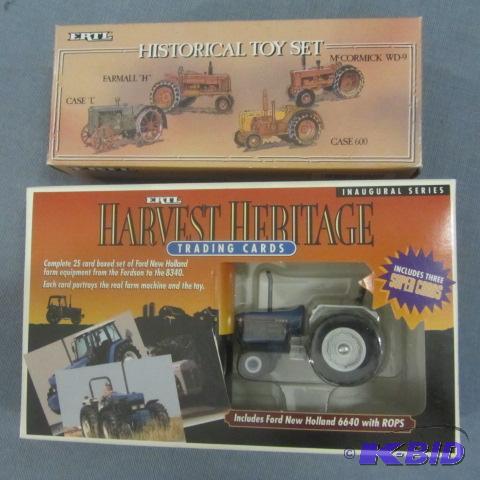 ERTL
HISTORICAL TOY SET
McCORMICK WD-9
FARMALL "H"
CASE "L"
CASE 600
INAUGURAL SERIES
ERTL
HARVEST HERITAGE
TRADING CARDS
Complete 25 card boxed set of Ford New Holland
farm equipment from the Fordson to the 8340.
Each card portrays the real farm machine and the toy.
INCLUDES THREE
SUPER CARDS
Includes Ford New Holland 6640 with ROPS
© K-BID